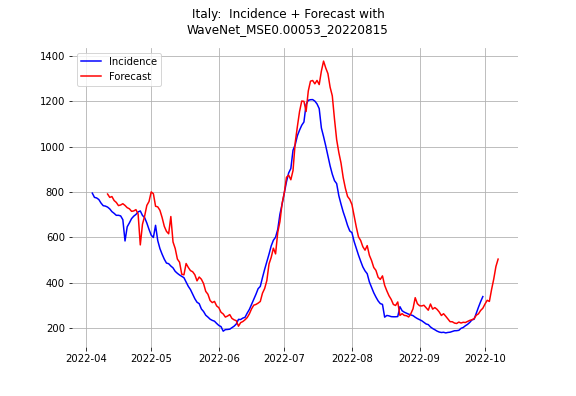 Italy:  Incidence + Forecast with
WaveNet_MSE0.00053_20220815
Incidence
Forecast
1400
1200
1000
800
600
400
200
2022-04 2022-05 2022-06 2022-07 2022-08 2022-09 2022-10